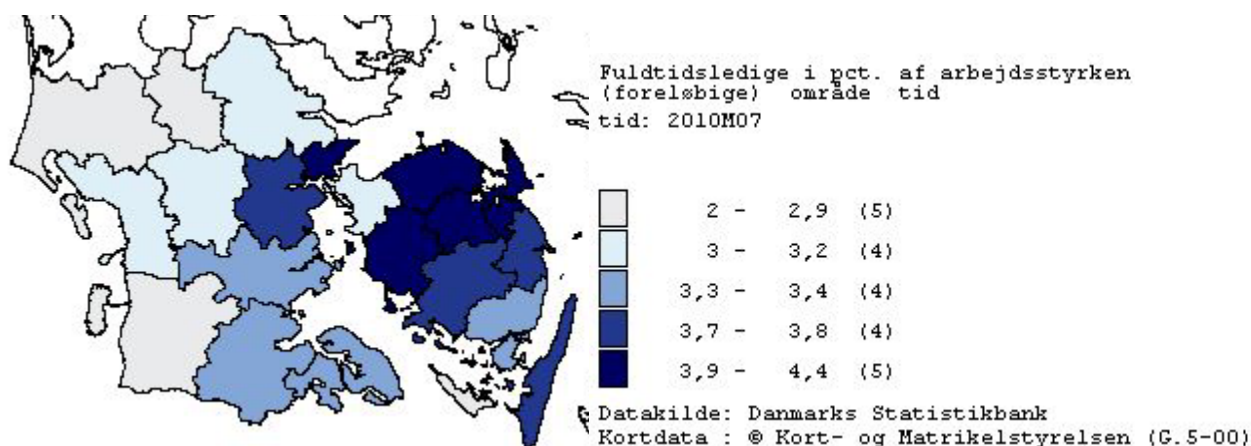 Fuldtidsledige i pct. af arbejdsstyrken
(foreløbige) område tid
tid: 2010M07
2 - 2,9 (5)
3 - 3,2 (4)
3,3 - 3,4 (4)
3,7 - 3,8 (4)
3,9 - 4,4 (5)
Datakilde: Danmarks Statistikbank
Kortdata : © Kort- og Matrikelstyrelsen (G.5-00)